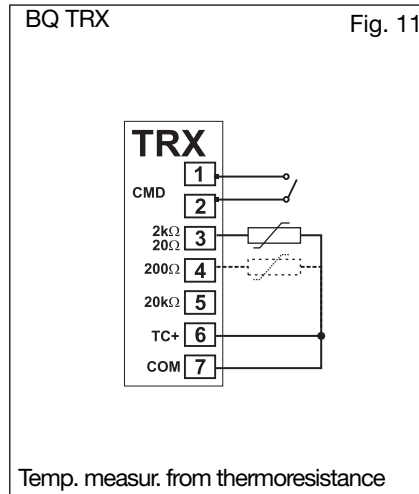 BQ TRX
Fig. 11
TRX
CMD
1
2
2kΩ
20Ω
3
200Ω
4
20kΩ
5
TC+
6
COM
7
Temp. measur. from thermoresistance